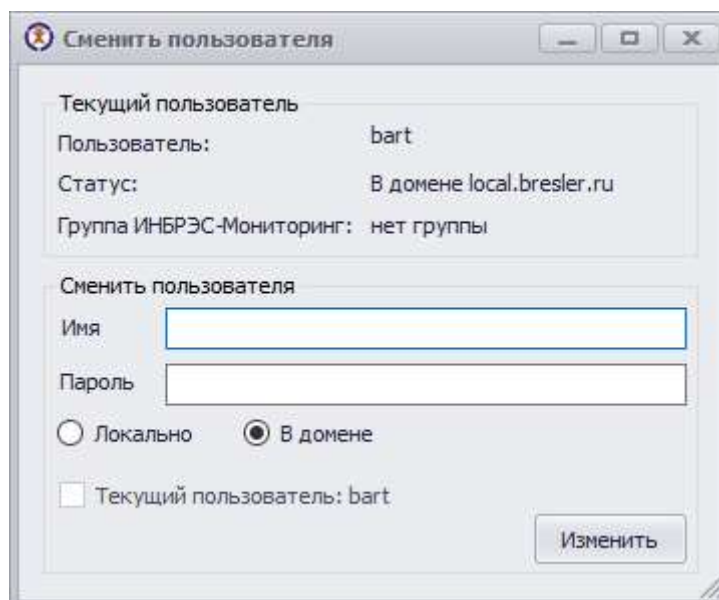 Сменить пользователя
Текущий пользователь
Пользователь: bart
Статус: В домене local.bresler.ru
Группа ИНБРЭС-Мониторинг: нет группы
Сменить пользователя
Имя
Пароль
Локально В домене
Текущий пользователь: bart
Изменить